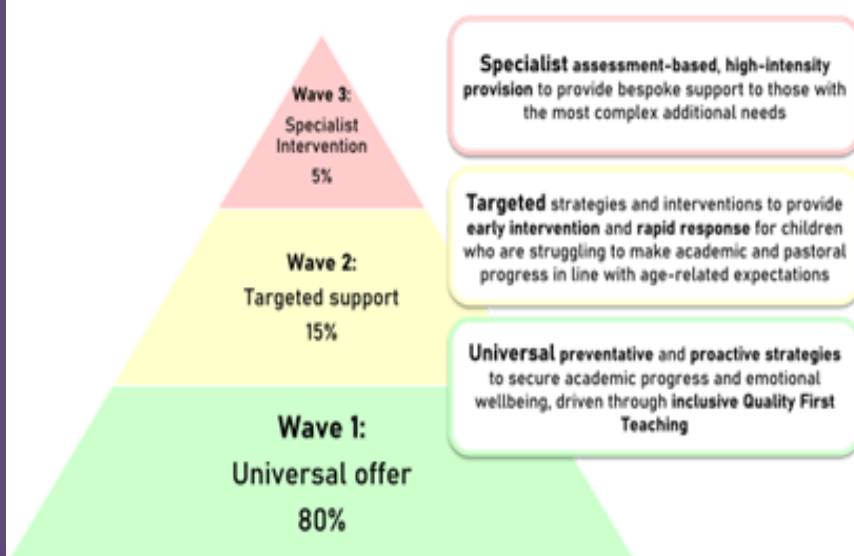 Wave 3:
Specialist
Intervention
5%
Specialist assessment-based, high-intensity
provision to provide bespoke support to those with
the most complex additional needs
Wave 2:
Targeted support
15%
Targeted strategies and interventions to provide
early intervention and rapid response for children
who are struggling to make academic and pastoral
progress in line with age-related expectations
Wave 1:
Universal offer
80%
Universal preventative and proactive strategies
to secure academic progress and emotional
wellbeing, driven through inclusive Quality First
Teaching